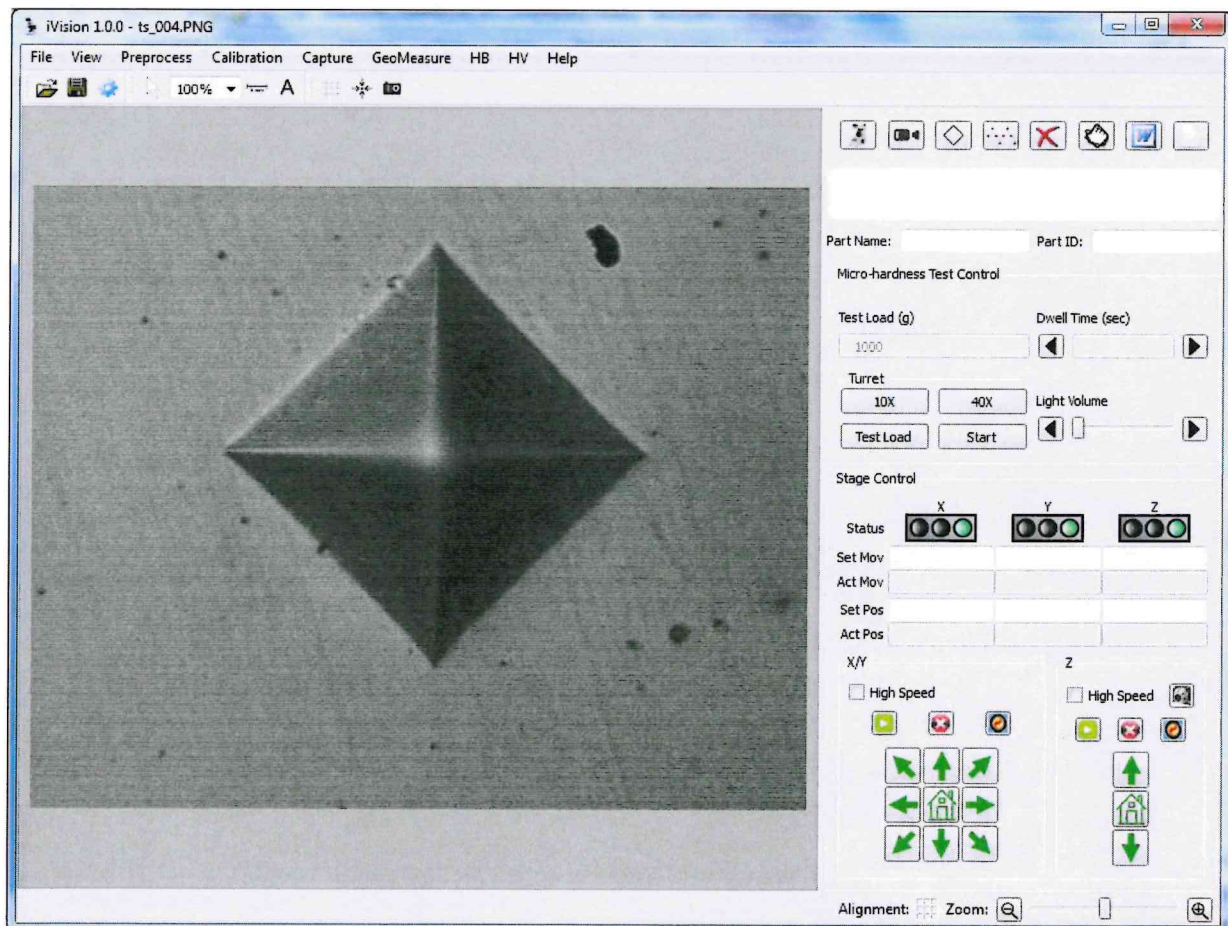 iVision 1.0.0 - ts_004.PNG
File View Preprocess Calibration Capture GeoMeasure HB HV Help
100% A
Part Name: Part ID:
Micro-hardness Test Control
Test Load (g) Dwell Time (sec)
1000
Turret
10X 40X Light Volume
Test Load Start
Stage Control
X Y Z
Status
Set Mov
Act Mov
Set Pos
Act Pos
X/Y Z
High Speed High Speed
Alignment: Zoom: